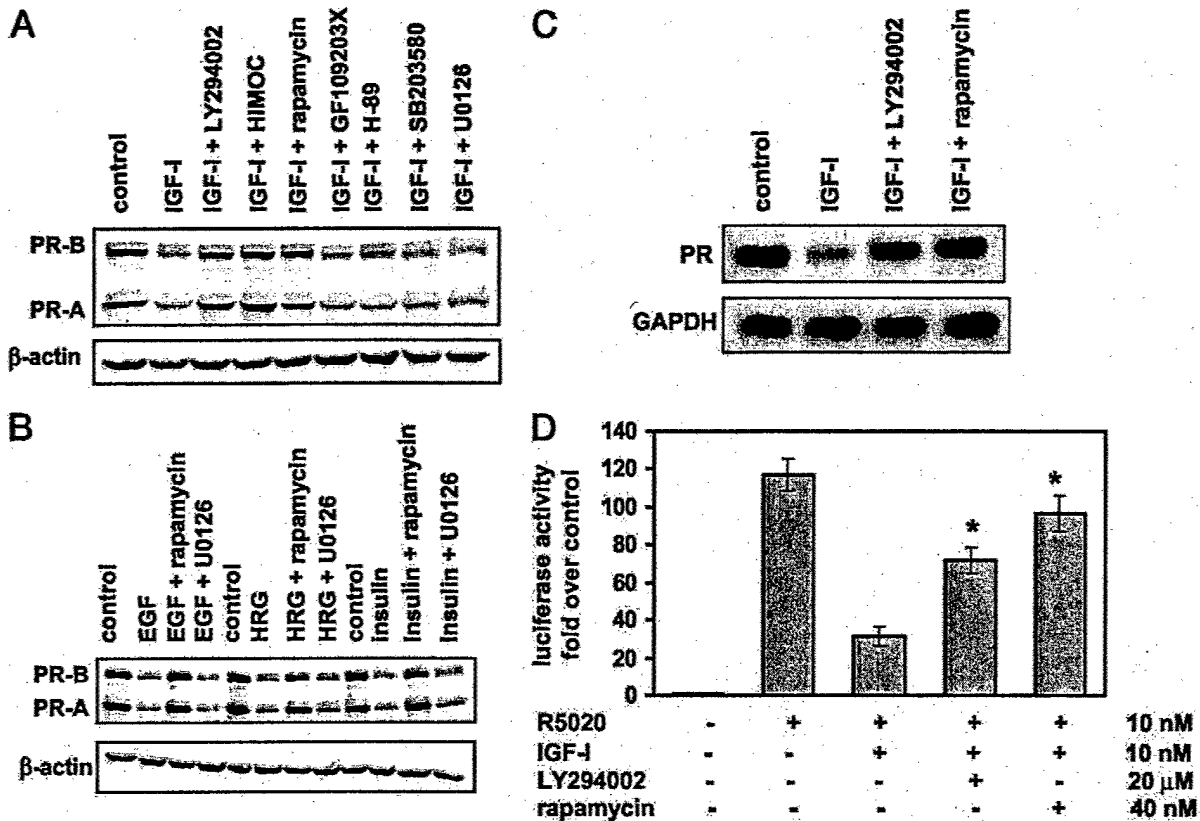 A
control
IGF-I
IGF-I + LY294002
IGF-I + HIMOC
IGF-I + rapamycin
IGF-I + GF109203X
IGF-I + H-89
IGF-I + SB203580
IGF-I + U0126
PR-B
PR-A
β-actin
B
control
EGF
EGF + rapamycin
EGF + U0126
control
HRG
HRG + rapamycin
HRG + U0126
control
insulin
Insulin + rapamycin
Insulin + U0126
PR-B
PR-A
β-actin
C
control
IGF-I
IGF-I + LY294002
IGF-I + rapamycin
PR
GAPDH
D
luciferase activity
fold over control
140
120
100
80
60
40
20
0
* *
R5020 - + + + + 10 nM
IGF-I - - + + + 10 nM
LY294002 - - - + - 20 µM
rapamycin - - - - + 40 nM